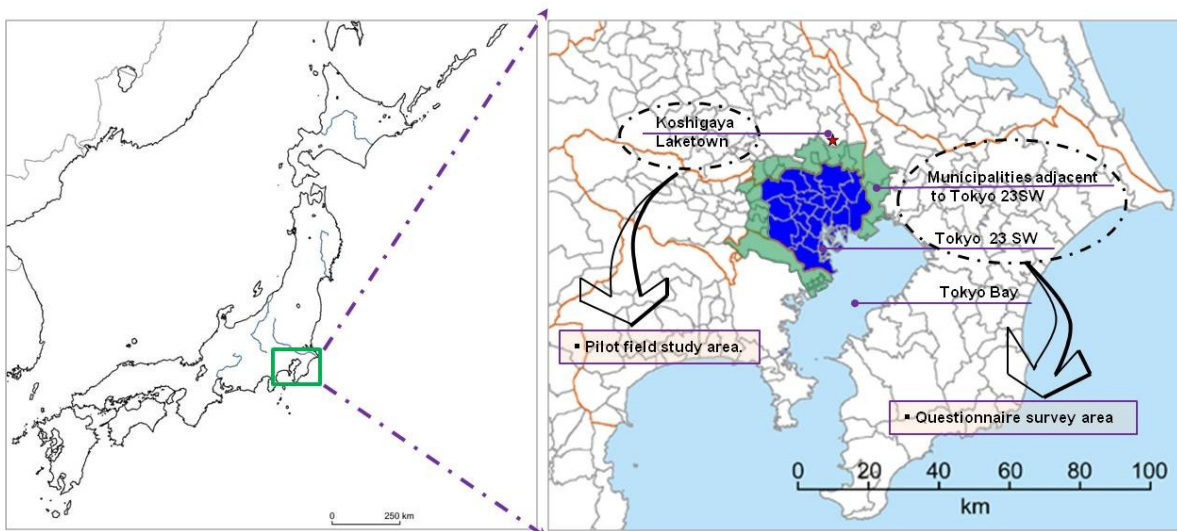 0
250 km
Koshigaya
Laketown
Municipalities adjacent
to Tokyo 23SW
Tokyo 23 SW
Tokyo Bay
▪ Pilot field study area.
▪ Questionnaire survey area
0 20 40 60 80 100
km